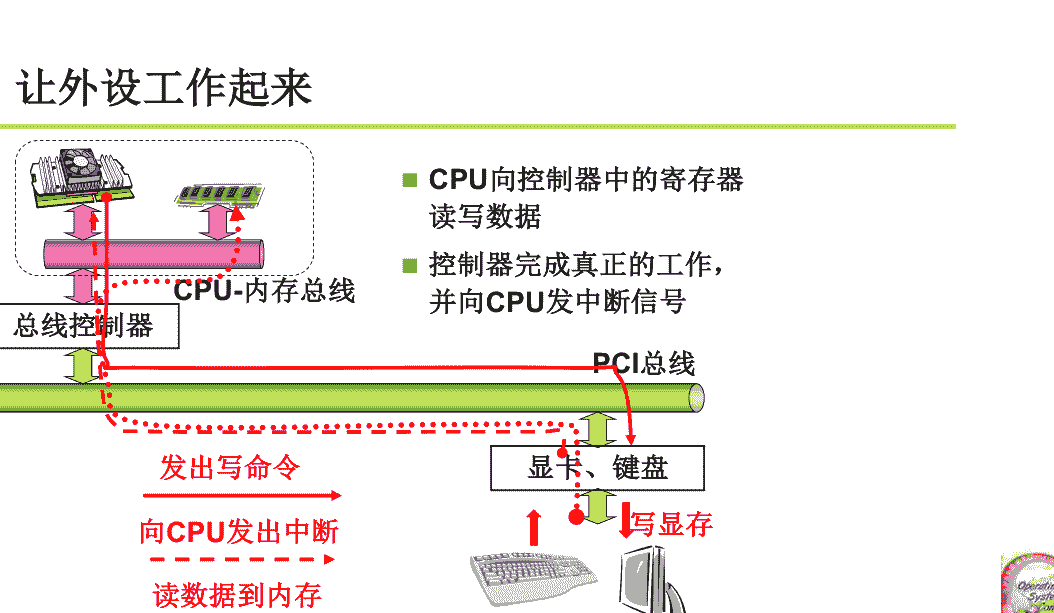 让外设工作起来
CPU向控制器中的寄存器
读写数据
控制器完成真正的工作，
并向CPU发中断信号
CPU-内存总线
总线控制器
PCI总线
显卡、键盘
发出写命令
向CPU发出中断
读数据到内存
写显存